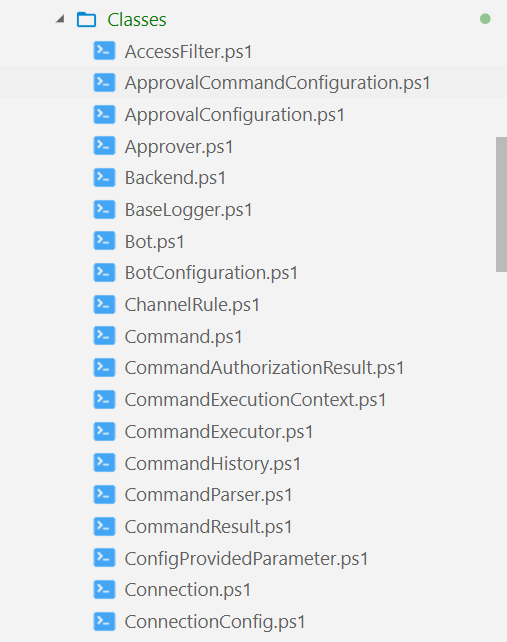 Classes
AccessFilter.ps1
ApprovalCommandConfiguration.ps1
ApprovalConfiguration.ps1
Approver.ps1
Backend.ps1
BaseLogger.ps1
Bot.ps1
BotConfiguration.ps1
ChannelRule.ps1
Command.ps1
CommandAuthorizationResult.ps1
CommandExecutionContext.ps1
CommandExecutor.ps1
CommandHistory.ps1
CommandParser.ps1
CommandResult.ps1
ConfigProvidedParameter.ps1
Connection.ps1
ConnectionConfig.ps1